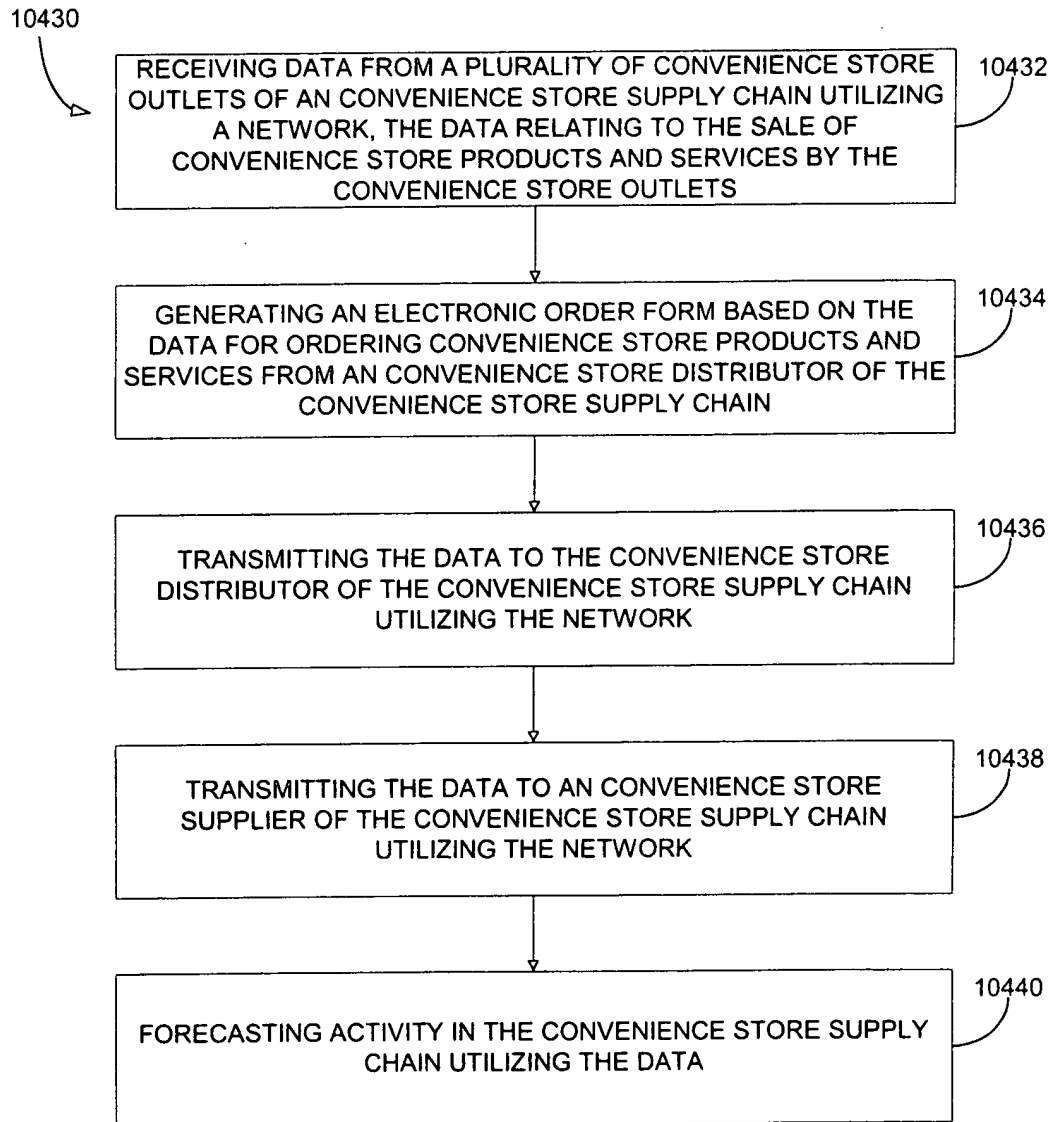 10430
RECEIVING DATA FROM A PLURALITY OF CONVENIENCE STORE
OUTLETS OF AN CONVENIENCE STORE SUPPLY CHAIN UTILIZING
A NETWORK, THE DATA RELATING TO THE SALE OF
CONVENIENCE STORE PRODUCTS AND SERVICES BY THE
CONVENIENCE STORE OUTLETS
10432
GENERATING AN ELECTRONIC ORDER FORM BASED ON THE
DATA FOR ORDERING CONVENIENCE STORE PRODUCTS AND
SERVICES FROM AN CONVENIENCE STORE DISTRIBUTOR OF THE
CONVENIENCE STORE SUPPLY CHAIN
10434
TRANSMITTING THE DATA TO THE CONVENIENCE STORE
DISTRIBUTOR OF THE CONVENIENCE STORE SUPPLY CHAIN
UTILIZING THE NETWORK
10436
TRANSMITTING THE DATA TO AN CONVENIENCE STORE
SUPPLIER OF THE CONVENIENCE STORE SUPPLY CHAIN
UTILIZING THE NETWORK
10438
FORECASTING ACTIVITY IN THE CONVENIENCE STORE SUPPLY
CHAIN UTILIZING THE DATA
10440